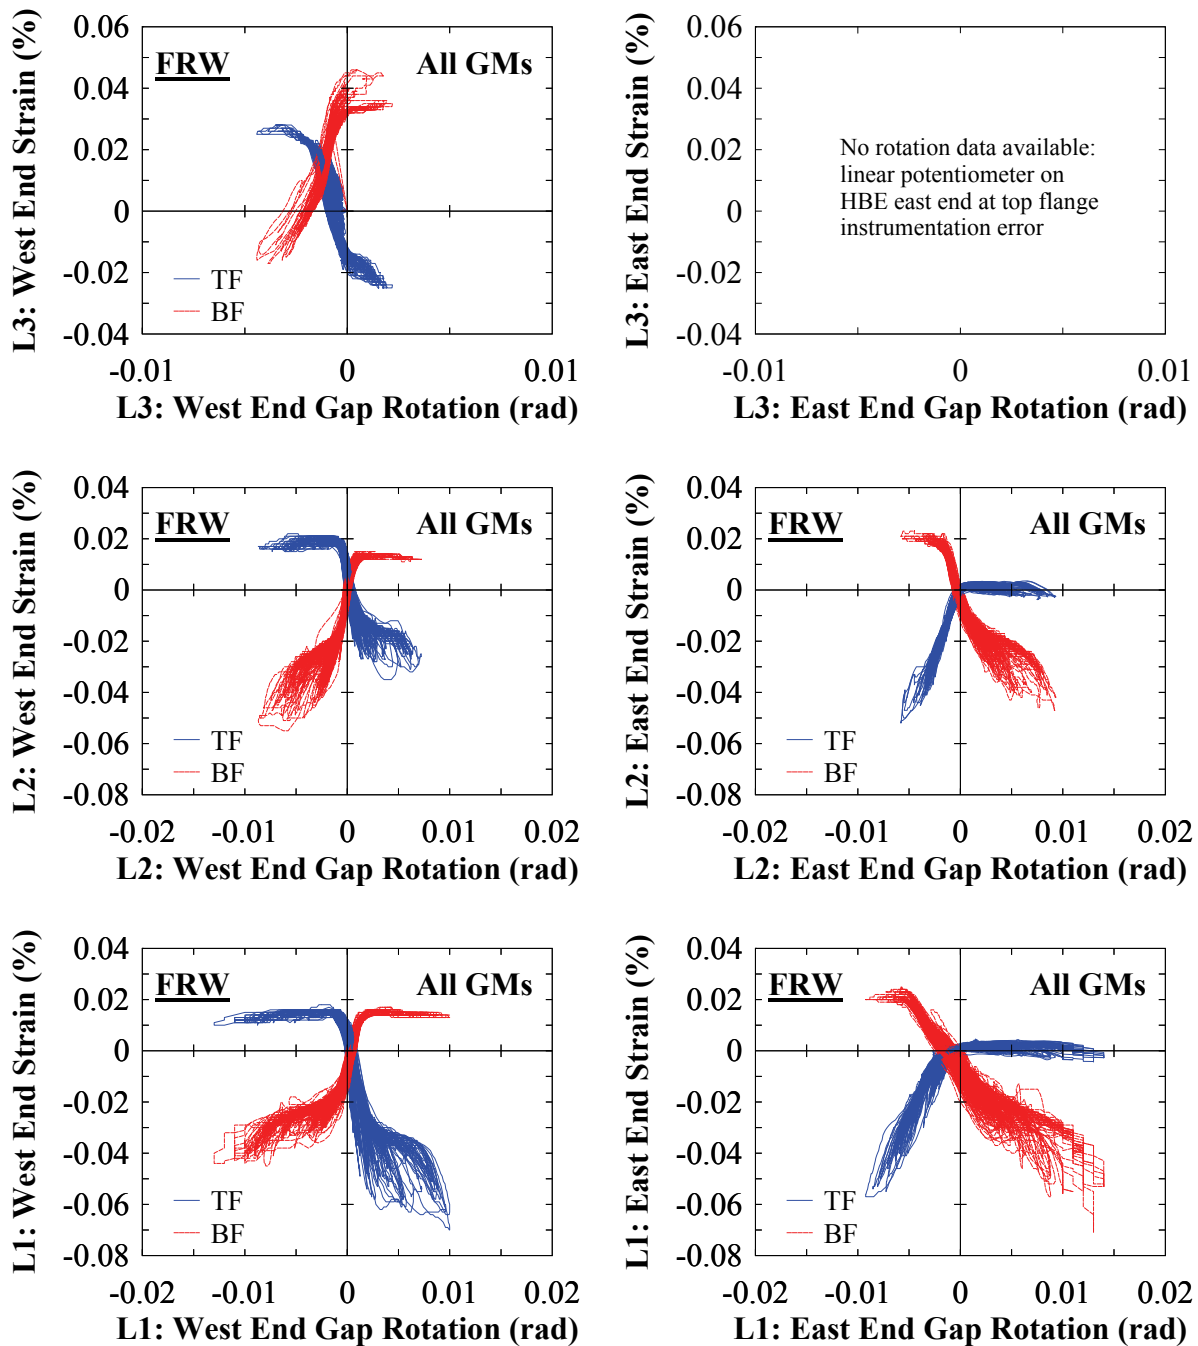 L3: West End Strain (%)
0.06
0.04
0.02
0
-0.02
-0.04
FRW
All GMs
TF
BF
-0.01
0
0.01
L3: West End Gap Rotation (rad)
L3: East End Strain (%)
0.06
0.04
0.02
0
-0.02
-0.04
No rotation data available:
linear potentiometer on
HBE east end at top flange
instrumentation error
-0.01
0
0.01
L3: East End Gap Rotation (rad)
L2: West End Strain (%)
0.04
0.02
0
-0.02
-0.04
-0.06
-0.08
FRW
All GMs
TF
BF
-0.02
-0.01
0
0.01
0.02
L2: West End Gap Rotation (rad)
L2: East End Strain (%)
0.04
0.02
0
-0.02
-0.04
-0.06
-0.08
FRW
All GMs
TF
BF
-0.02
-0.01
0
0.01
0.02
L2: East End Gap Rotation (rad)
L1: West End Strain (%)
0.04
0.02
0
-0.02
-0.04
-0.06
-0.08
FRW
All GMs
TF
BF
-0.02
-0.01
0
0.01
0.02
L1: West End Gap Rotation (rad)
L1: East End Strain (%)
0.04
0.02
0
-0.02
-0.04
-0.06
-0.08
FRW
All GMs
TF
BF
-0.02
-0.01
0
0.01
0.02
L1: East End Gap Rotation (rad)